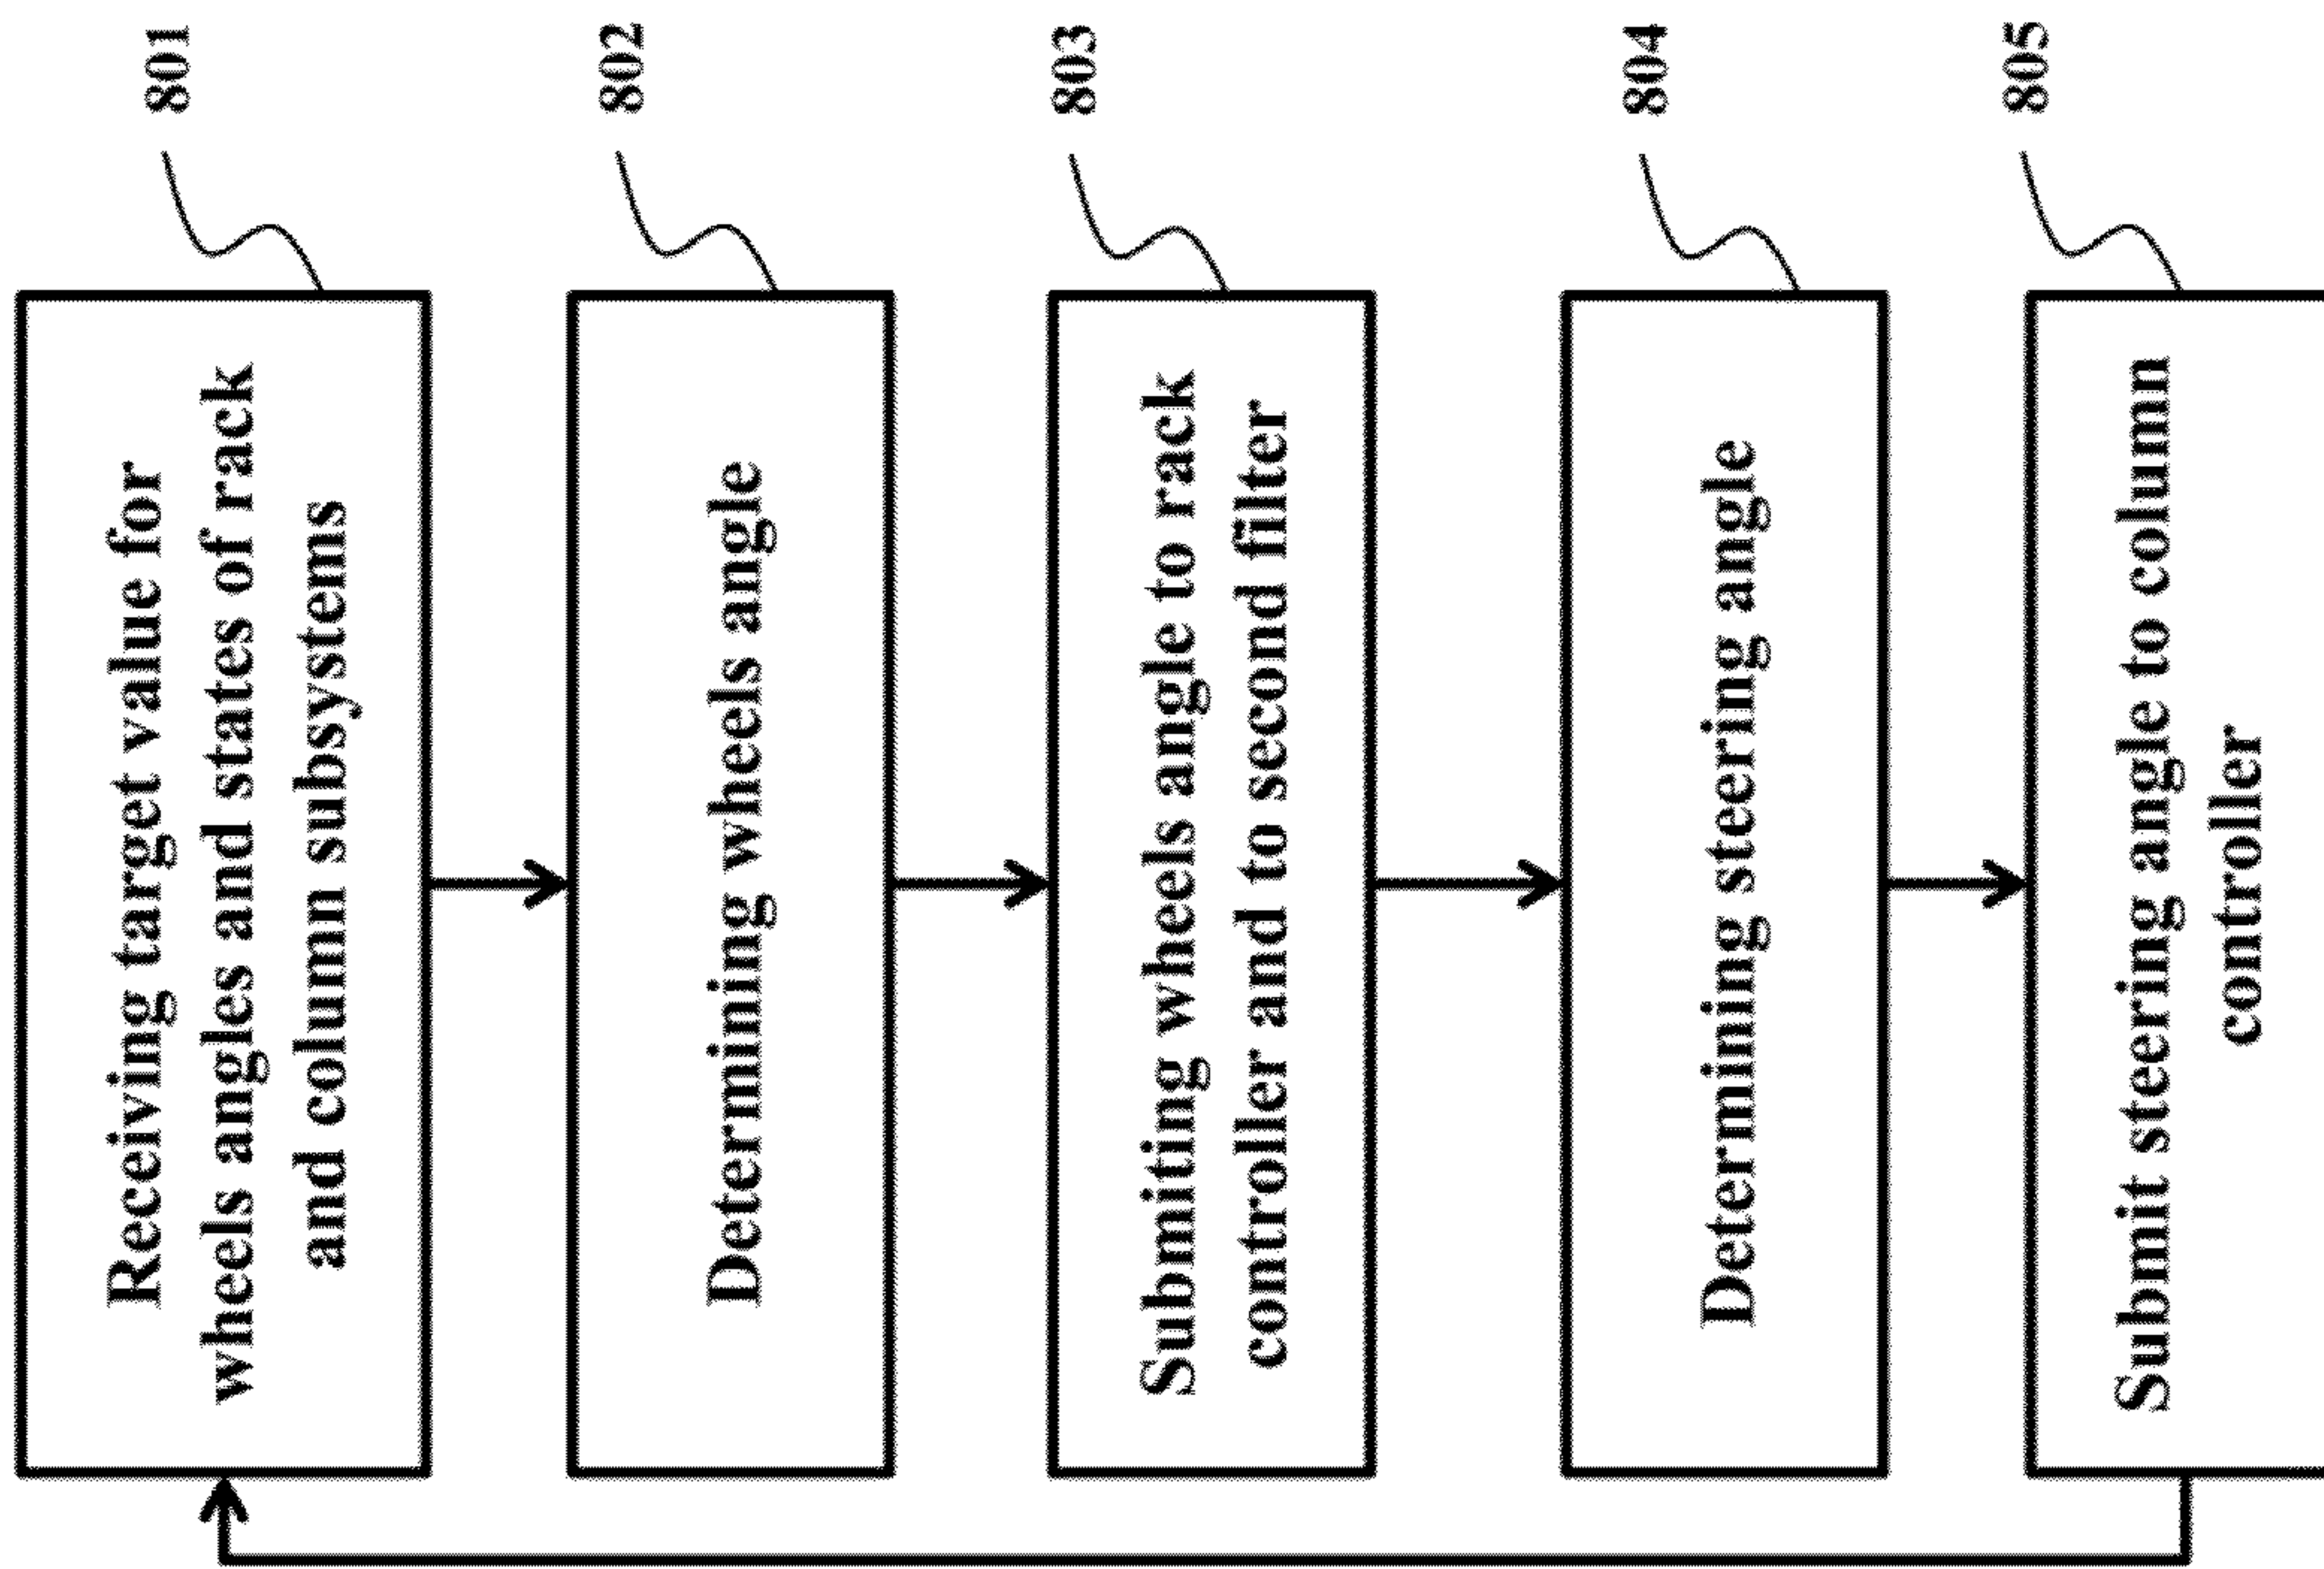 Receiving target value for
wheels angles and states of rack
and column subsystems
801
Determining wheels angle
802
Submiting wheels angle to rack
controller and to second filter
803
Determining steering angle
804
Submit steering angle to column
controller
805